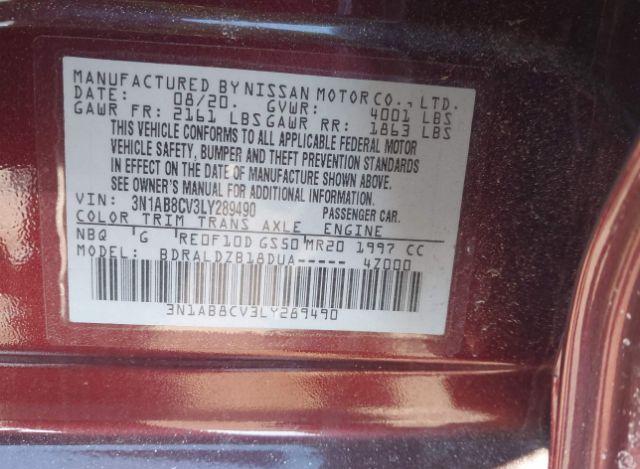 MANUFACTURED BY NISSAN MOTOR CO., LTD.
DATE: 08/20. GVWR: 4001 LBS
GAWR FR: 2161 LBS GAWR RR: 1863 LBS
THIS VEHICLE CONFORMS TO ALL APPLICABLE FEDERAL MOTOR
VEHICLE SAFETY, BUMPER AND THEFT PREVENTION STANDARDS
IN EFFECT ON THE DATE OF MANUFACTURE SHOWN ABOVE.
SEE OWNER'S MANUAL FOR ADDITIONAL INFORMATION
VIN: 3N1AB8CV3LY289490 PASSENGER CAR.
COLOR TRIM TRANS AXLE ENGINE
NBQ G RE0F10D GS50 MR20 1997 CC
MODEL: BDRALDZB18DUA----- 4Z000
3N1AB8CV3LY289490